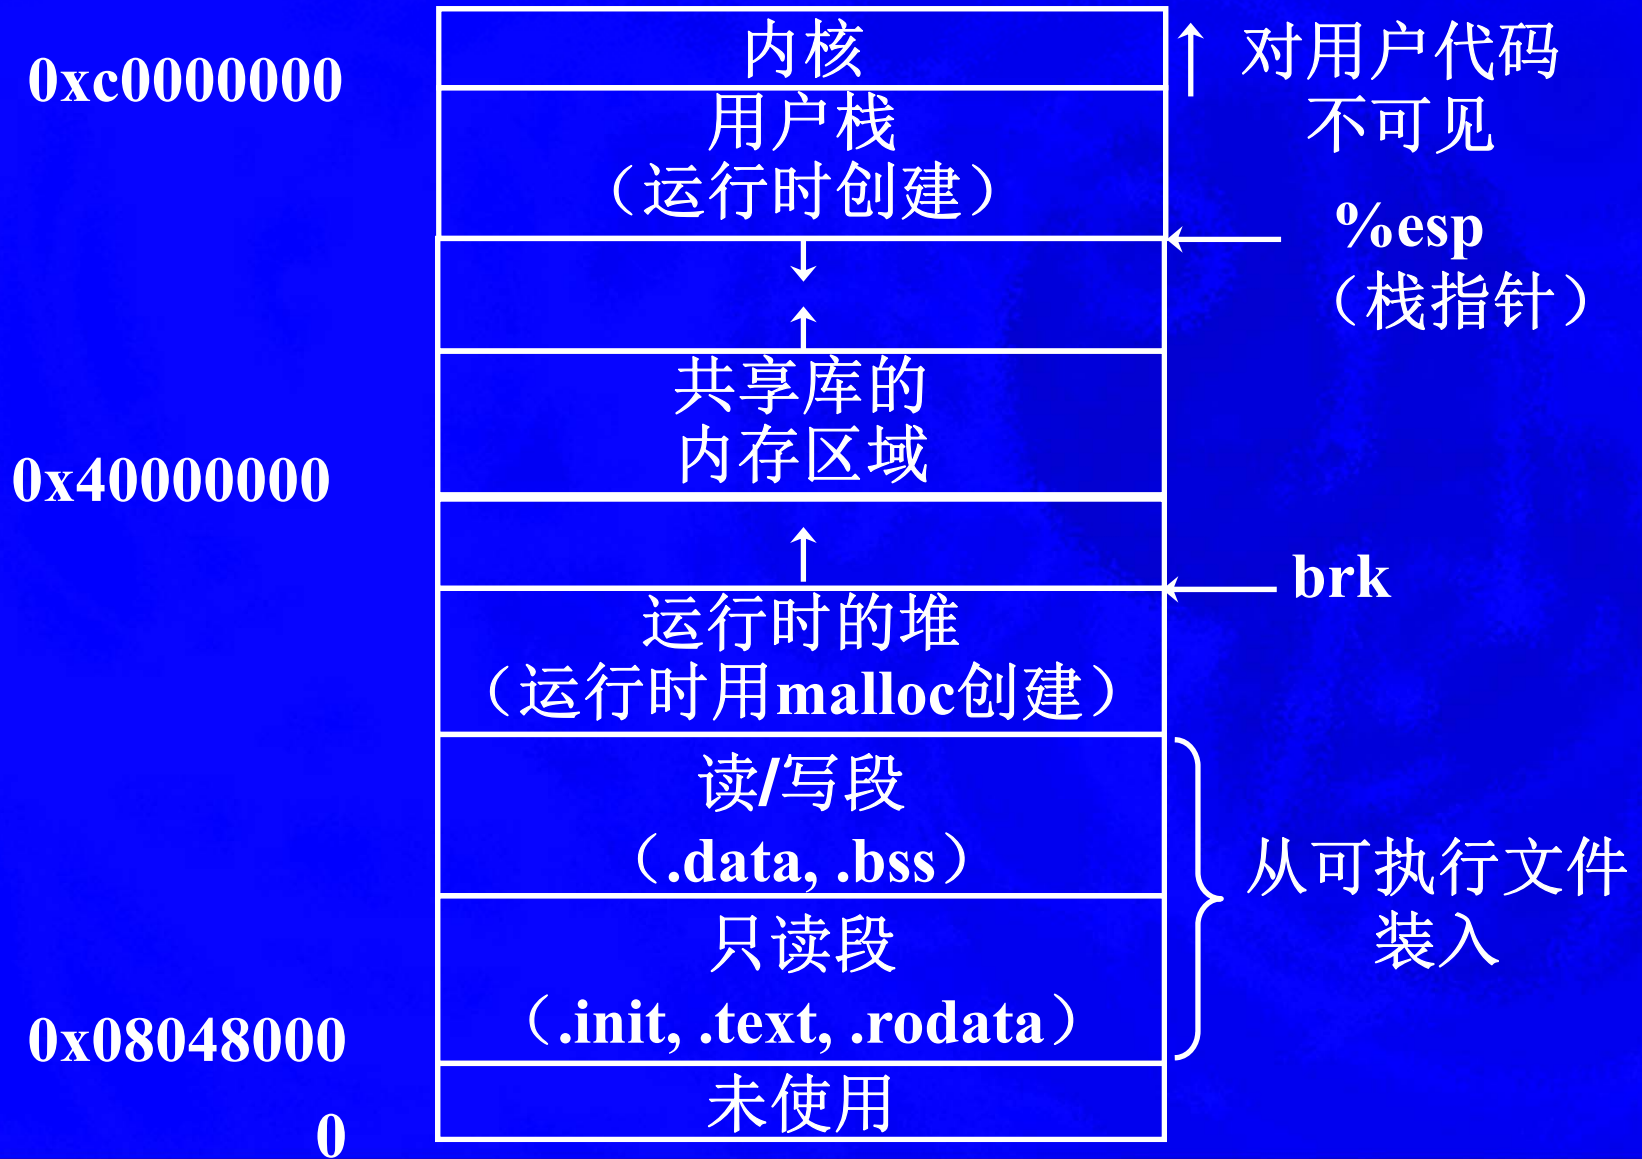 内核
0xc0000000
对用户代码
不可见
用户栈
（运行时创建）
%esp
（栈指针）
共享库的
内存区域
0x40000000
brk
运行时的堆
（运行时用malloc创建）
读/写段
（.data, .bss）
从可执行文件
装入
只读段
（.init, .text, .rodata）
0x08048000
未使用
0